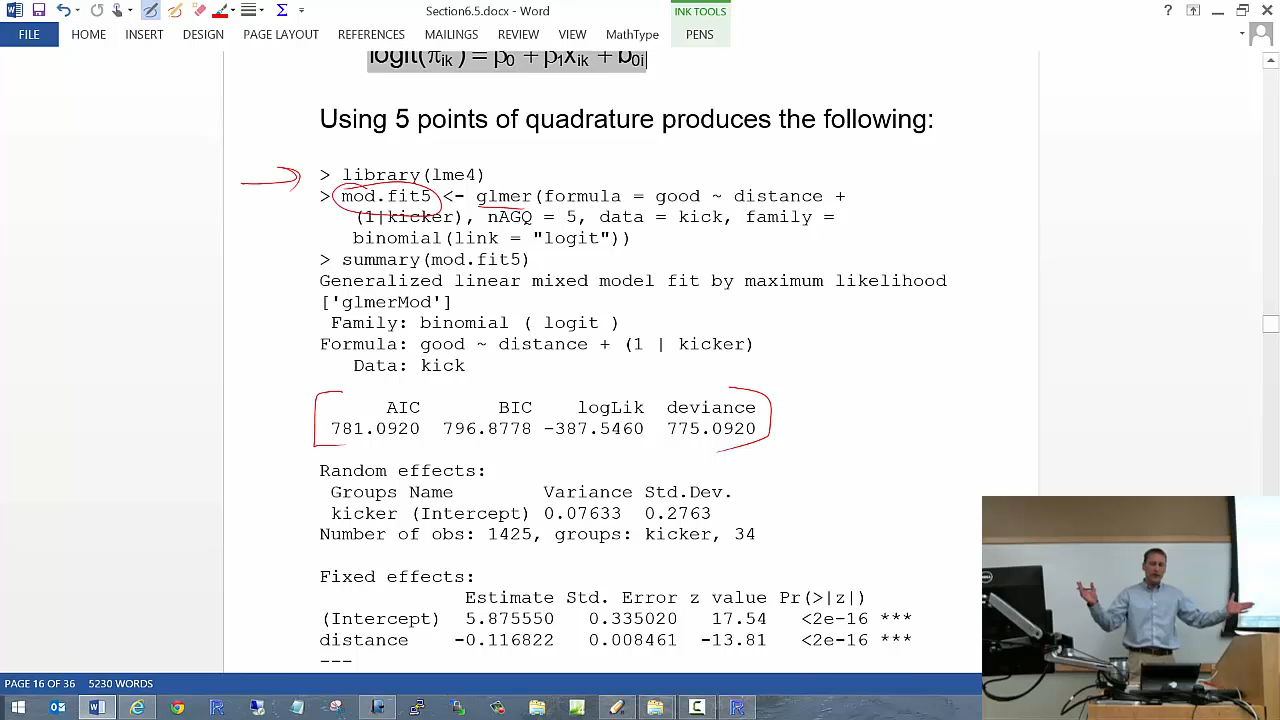 Section6.5.docx - Word
INK TOOLS
FILE HOME INSERT DESIGN PAGE LAYOUT REFERENCES MAILINGS REVIEW VIEW MathType PENS
logit(πik) = β0 + β1xik + b0i
Using 5 points of quadrature produces the following:
> library(lme4)
> mod.fit5 <- glmer(formula = good ~ distance +
(1|kicker), nAGQ = 5, data = kick, family =
binomial(link = "logit"))
> summary(mod.fit5)
Generalized linear mixed model fit by maximum likelihood
['glmerMod']
Family: binomial ( logit )
Formula: good ~ distance + (1 | kicker)
Data: kick
AIC BIC logLik deviance
781.0920 796.8778 -387.5460 775.0920
Random effects:
Groups Name Variance Std.Dev.
kicker (Intercept) 0.07633 0.2763
Number of obs: 1425, groups: kicker, 34
Fixed effects:
Estimate Std. Error z value Pr(>|z|)
(Intercept) 5.875550 0.335020 17.54 <2e-16 ***
distance -0.116822 0.008461 -13.81 <2e-16 ***
---
PAGE 16 OF 36 5230 WORDS